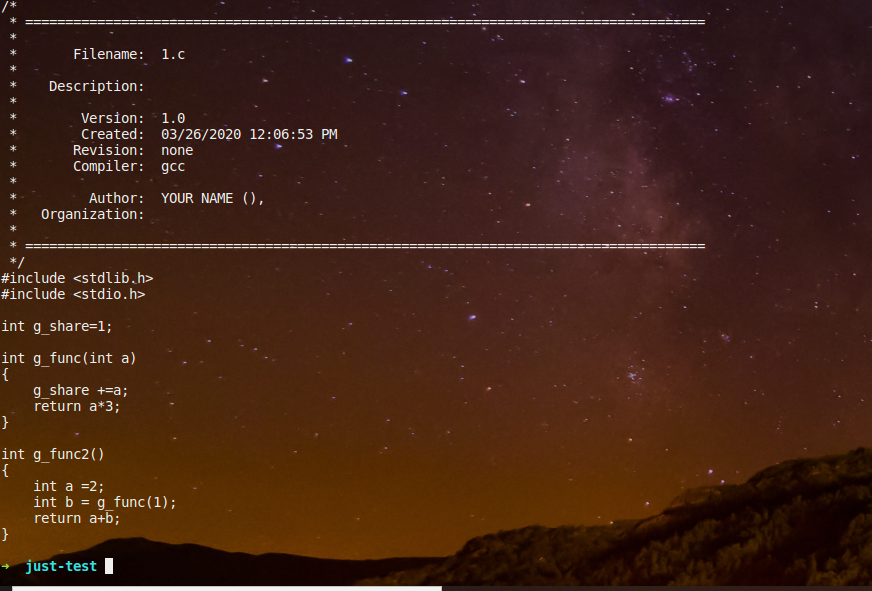 /*
 * =====================================================================================
 *
 *       Filename:  1.c
 *
 *    Description:
 *
 *        Version:  1.0
 *        Created:  03/26/2020 12:06:53 PM
 *       Revision:  none
 *       Compiler:  gcc
 *
 *         Author:  YOUR NAME (),
 *   Organization:
 *
 * =====================================================================================
 */
#include <stdlib.h>
#include <stdio.h>

int g_share=1;

int g_func(int a)
{
    g_share +=a;
    return a*3;
}

int g_func2()
{
    int a =2;
    int b = g_func(1);
    return a+b;
}

➜  just-test